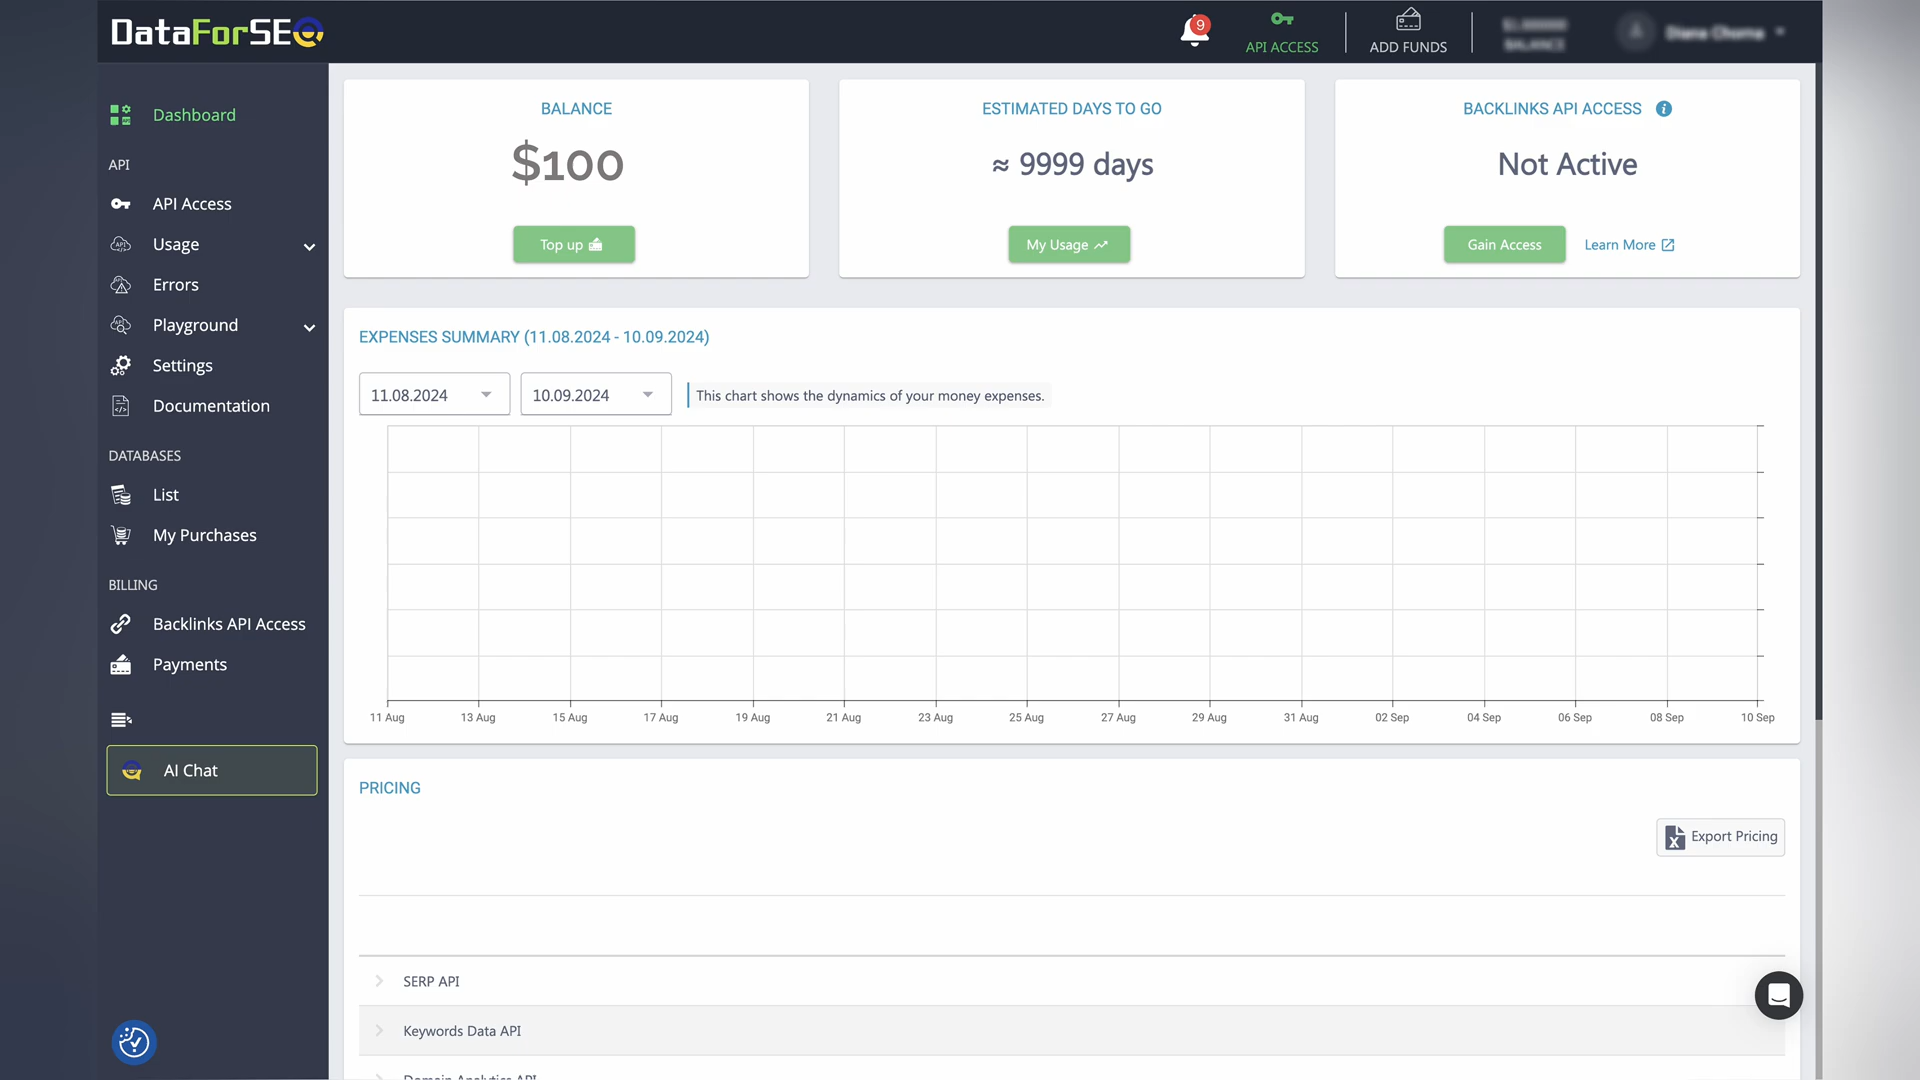 DataForSEO
9
API ACCESS
ADD FUNDS
BALANCE
Dashboard
API
API Access
Usage
Errors
Playground
Settings
Documentation
DATABASES
List
My Purchases
BILLING
Backlinks API Access
Payments
AI Chat
BALANCE
$100
Top up
ESTIMATED DAYS TO GO
≈ 9999 days
My Usage
BACKLINKS API ACCESS
Not Active
Gain Access
Learn More
EXPENSES SUMMARY (11.08.2024 - 10.09.2024)
11.08.2024
10.09.2024
This chart shows the dynamics of your money expenses.
11 Aug 13 Aug 15 Aug 17 Aug 19 Aug 21 Aug 23 Aug 25 Aug 27 Aug 29 Aug 31 Aug 02 Sep 04 Sep 06 Sep 08 Sep 10 Sep
PRICING
Export Pricing
SERP API
Keywords Data API
Domain Analytics API